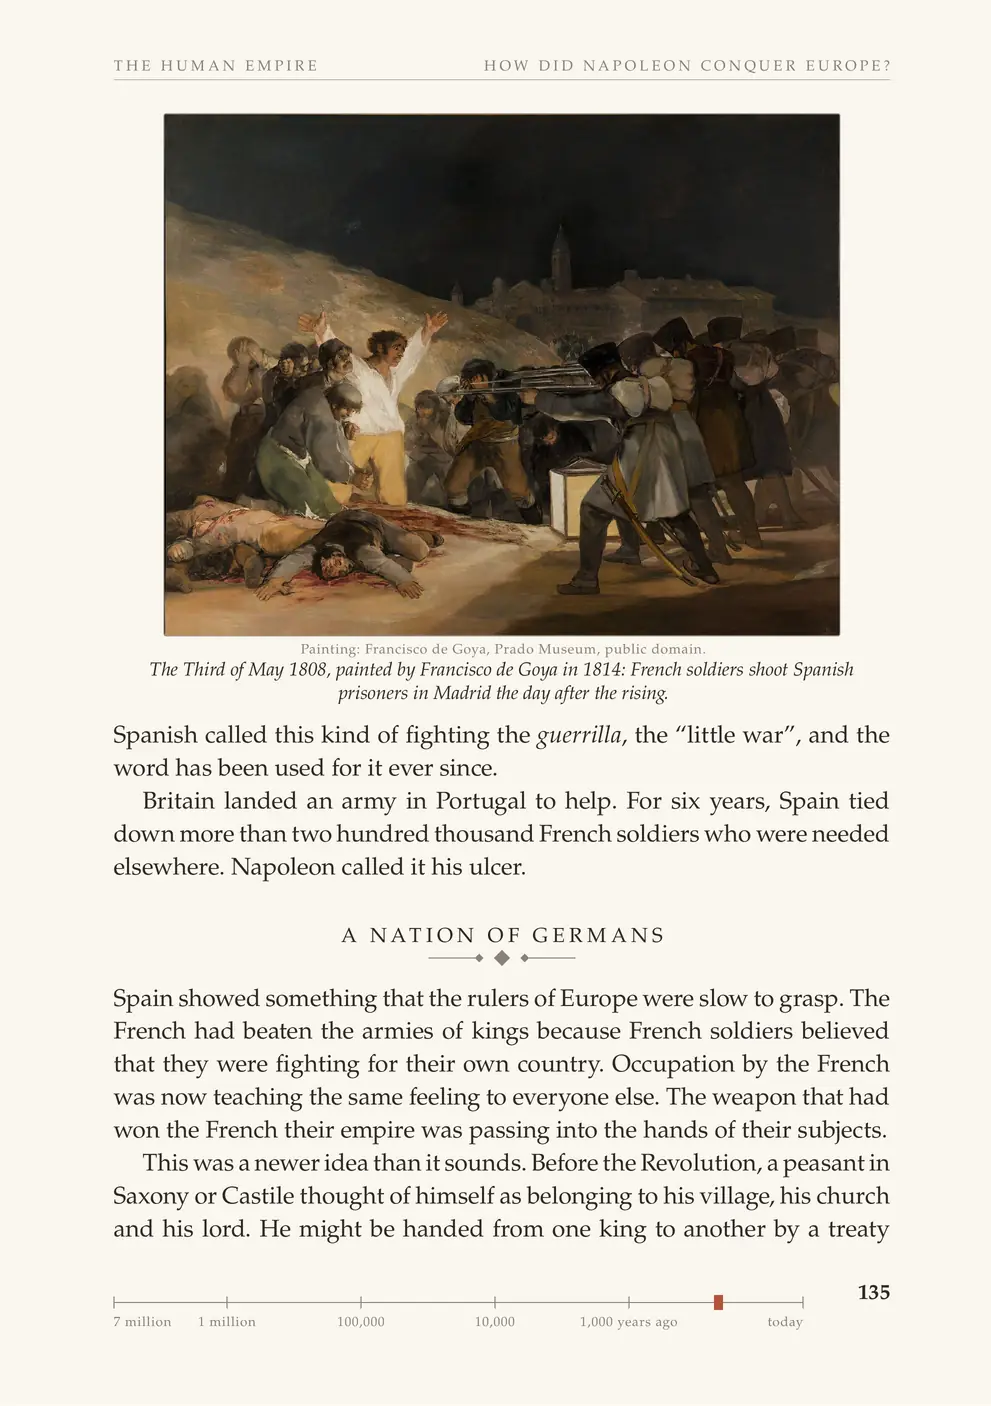 THE HUMAN EMPIRE
HOW DID NAPOLEON CONQUER EUROPE?
Painting: Francisco de Goya, Prado Museum, public domain.
The Third of May 1808, painted by Francisco de Goya in 1814: French soldiers shoot Spanish
prisoners in Madrid the day after the rising.
Spanish called this kind of fighting the guerrilla, the “little war”, and the
word has been used for it ever since.
Britain landed an army in Portugal to help. For six years, Spain tied
down more than two hundred thousand French soldiers who were needed
elsewhere. Napoleon called it his ulcer.
A NATION OF GERMANS
Spain showed something that the rulers of Europe were slow to grasp. The
French had beaten the armies of kings because French soldiers believed
that they were fighting for their own country. Occupation by the French
was now teaching the same feeling to everyone else. The weapon that had
won the French their empire was passing into the hands of their subjects.
This was a newer idea than it sounds. Before the Revolution, a peasant in
Saxony or Castile thought of himself as belonging to his village, his church
and his lord. He might be handed from one king to another by a treaty
135
7 million 1 million 100,000 10,000 1,000 years ago today